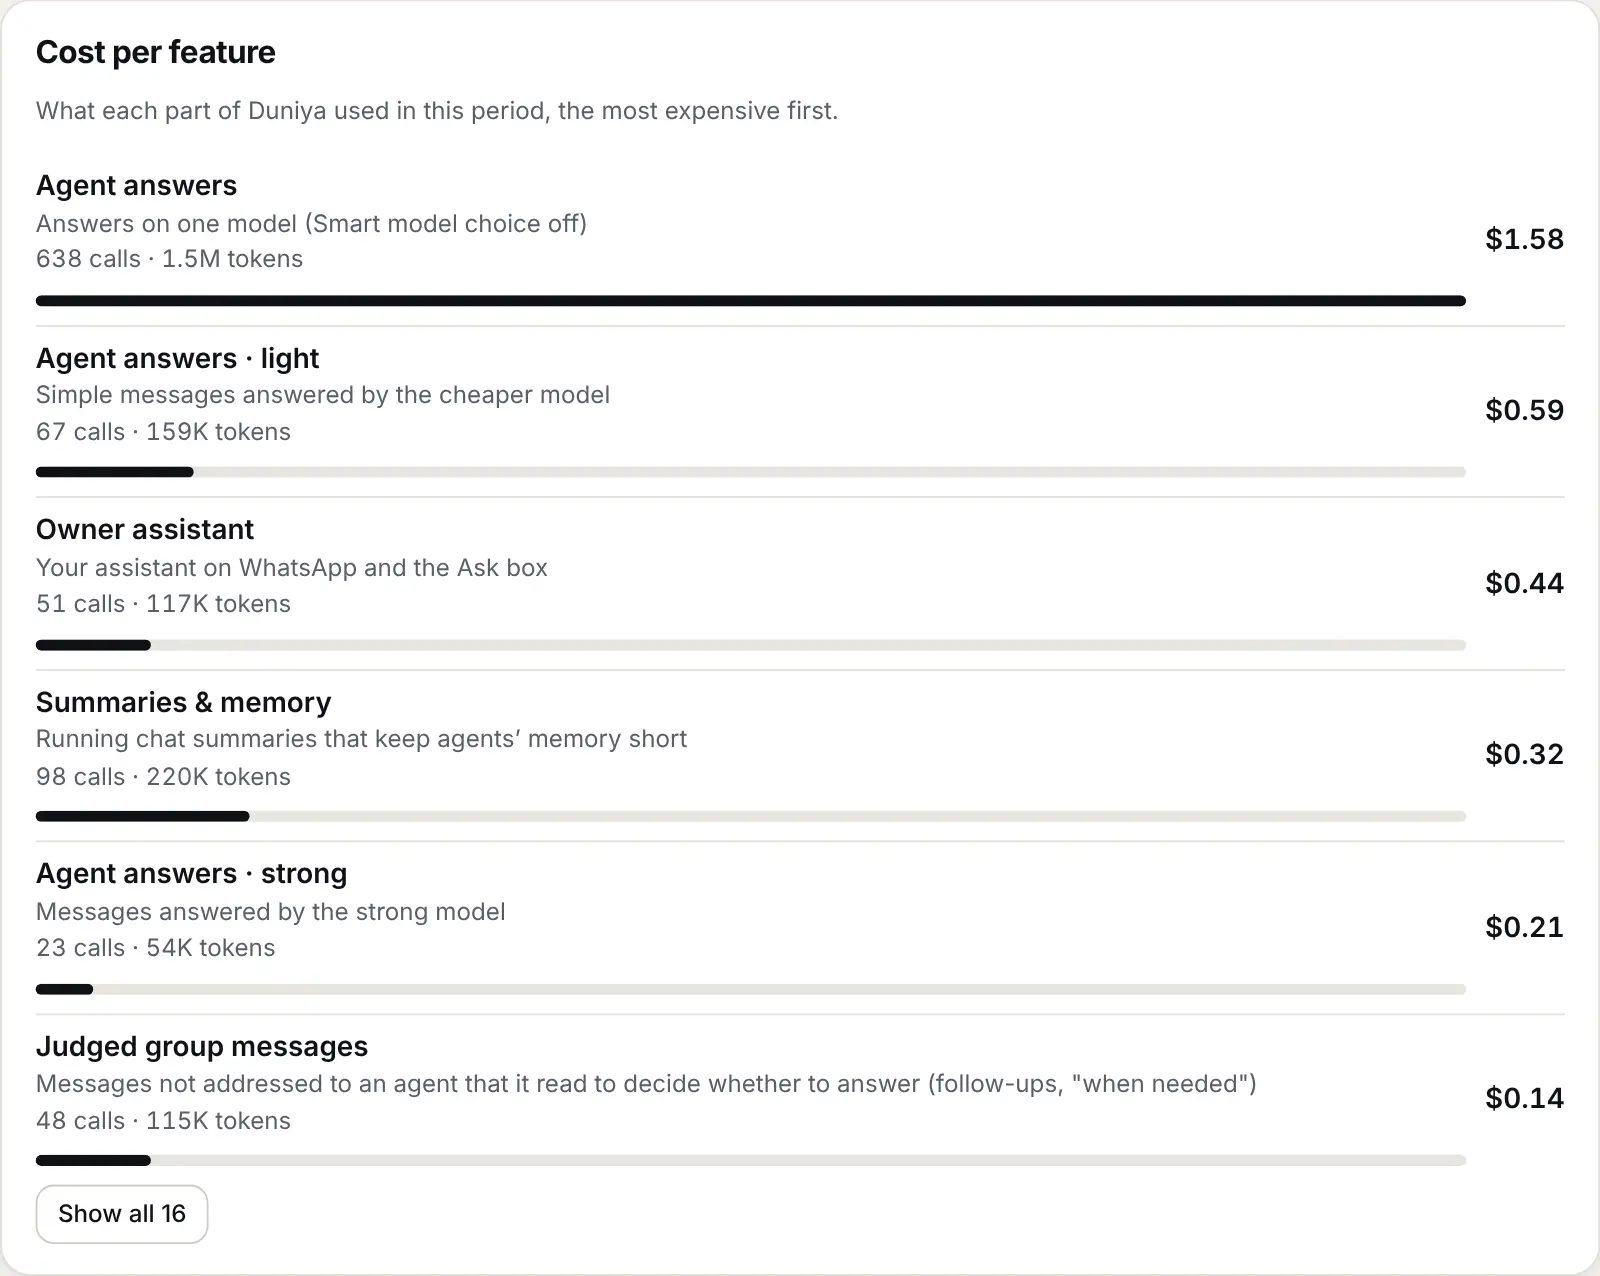 Cost per feature
What each part of Duniya used in this period, the most expensive first.
Agent answers
Answers on one model (Smart model choice off)
638 calls · 1.5M tokens
$1.58
Agent answers · light
Simple messages answered by the cheaper model
67 calls · 159K tokens
$0.59
Owner assistant
Your assistant on WhatsApp and the Ask box
51 calls · 117K tokens
$0.44
Summaries & memory
Running chat summaries that keep agents’ memory short
98 calls · 220K tokens
$0.32
Agent answers · strong
Messages answered by the strong model
23 calls · 54K tokens
$0.21
Judged group messages
Messages not addressed to an agent that it read to decide whether to answer (follow-ups, "when needed")
48 calls · 115K tokens
$0.14
Show all 16